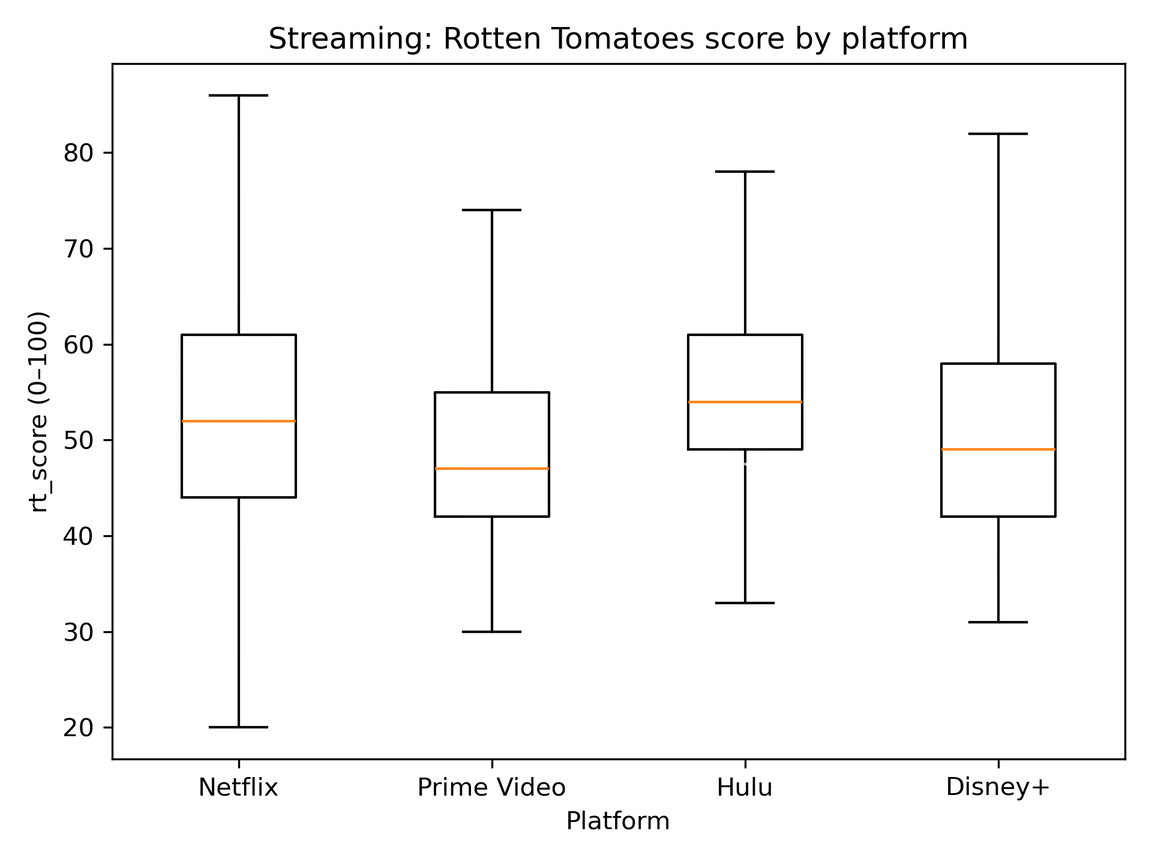 Streaming: Rotten Tomatoes score by platform
rt_score (0–100)
80
70
60
50
40
30
20
Netflix
Prime Video
Hulu
Disney+
Platform